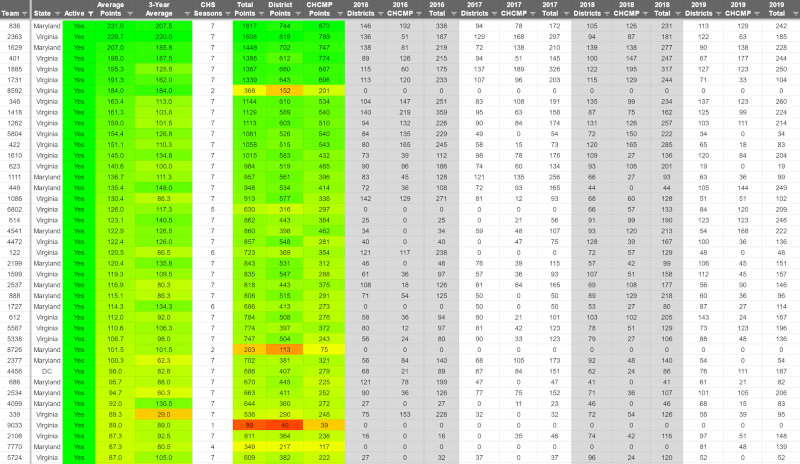 Average 3-Year CHS Total District CHCMP 2016 2016 2016 2017 2017 2017 2018 2018 2018 2019 2019 2019
Team State Active Points Average Seasons Points Points Points Districts CHCMP Total Districts CHCMP Total Districts CHCMP Total Districts CHCMP Total
836 Maryland Yes 231.0 207.5 7 1617 744 873 146 192 338 94 78 172 105 126 231 113 129 242
2363 Virginia Yes 229.7 220.0 7 1608 819 789 136 51 187 129 168 297 94 87 181 122 63 185
1629 Maryland Yes 207.0 185.8 7 1449 702 747 138 81 219 72 138 210 139 138 277 90 138 228
401 Virginia Yes 198.0 187.5 7 1386 612 774 89 126 215 94 51 145 100 147 247 67 177 244
1885 Virginia Yes 195.3 125.8 7 1367 680 687 115 60 175 137 189 326 122 195 317 127 123 250
1731 Virginia Yes 191.3 162.0 7 1339 643 696 113 120 233 107 96 203 115 129 244 71 33 104
8592 Virginia Yes 184.0 184.0 2 368 152 201 0 0 0 0 0 0 0 0 0 0 0 0
346 Virginia Yes 163.4 113.0 7 1144 610 534 104 147 251 83 108 191 135 99 234 137 123 260
1418 Virginia Yes 161.3 103.8 7 1129 589 540 140 219 359 95 63 158 87 75 162 125 99 224
1262 Virginia Yes 159.0 101.5 7 1113 603 510 94 132 226 90 84 174 131 126 257 103 111 214
5804 Virginia Yes 154.4 126.8 7 1081 526 540 84 135 229 49 0 54 72 150 222 34 0 34
422 Virginia Yes 151.1 110.3 7 1058 515 543 80 165 245 58 15 73 120 165 285 65 18 83
1610 Virginia Yes 145.0 134.8 7 1015 583 432 73 39 112 98 78 176 109 27 136 120 84 204
623 Virginia Yes 140.6 100.0 7 984 519 465 90 96 186 74 60 134 93 108 201 19 0 19
1111 Maryland Yes 136.7 111.3 7 957 561 396 83 45 128 121 135 256 66 27 93 63 36 99
449 Maryland Yes 135.4 148.0 7 948 534 414 72 36 108 72 93 165 44 0 44 105 144 249
1086 Virginia Yes 130.4 86.3 7 913 577 336 142 129 271 81 12 93 68 60 128 51 51 102
6802 Virginia Yes 126.0 117.3 5 630 316 297 0 0 0 0 0 0 66 57 133 84 120 209
614 Virginia Yes 123.1 140.5 7 862 443 384 25 0 25 0 21 56 91 99 190 123 123 246
4541 Maryland Yes 122.9 126.5 7 860 398 462 34 0 34 59 48 107 93 120 213 54 168 222
4472 Virginia Yes 122.4 126.0 7 857 548 281 40 0 40 0 47 75 128 39 167 100 36 136
122 Virginia Yes 120.5 86.5 6 723 369 354 121 117 238 0 0 0 72 57 129 48 0 48
2199 Maryland Yes 120.4 135.8 7 843 531 312 46 0 46 76 39 115 57 42 99 106 45 151
1599 Virginia Yes 119.3 109.5 7 835 547 288 61 36 97 57 36 93 107 51 158 112 45 157
2537 Maryland Yes 116.9 80.3 7 818 443 375 108 21 129 81 84 165 69 108 177 56 90 146
888 Maryland Yes 115.1 86.3 7 806 515 291 71 54 125 50 0 50 89 129 218 60 36 96
1727 Maryland Yes 114.3 134.3 6 686 413 273 0 0 0 50 0 50 53 27 80 87 27 114
612 Virginia Yes 112.0 92.0 7 784 508 276 58 36 94 80 21 101 103 102 205 143 24 167
5587 Virginia Yes 110.6 106.3 7 774 397 372 80 12 97 81 42 123 78 51 129 73 123 196
5338 Maryland Yes 106.7 98.0 7 747 504 243 56 24 80 90 33 123 79 27 106 88 48 136
8726 Maryland Yes 101.5 101.5 2 203 113 75 0 0 0 0 0 0 0 0 0 0 0 0
2377 Maryland Yes 100.3 62.3 7 702 381 321 56 84 140 68 105 173 92 48 140 54 0 54
4456 DC Yes 98.0 82.8 7 686 407 279 68 21 89 79 54 133 62 24 86 76 111 187
686 Maryland Yes 95.7 88.0 7 670 445 225 121 78 199 47 0 47 41 0 41 61 21 82
2534 Maryland Yes 94.7 60.3 7 663 411 252 90 36 126 77 75 152 71 36 107 101 105 206
4099 Maryland Yes 92.0 130.5 7 644 360 272 27 0 27 0 11 23 46 0 46 68 15 83
339 Virginia Yes 89.3 29.0 6 536 290 246 75 153 228 32 0 32 72 54 126 56 39 95
9033 Virginia Yes 89.0 89.0 1 89 40 39 0 0 0 0 0 0 0 0 0 0 0 0
2106 Virginia Yes 87.3 92.5 7 611 364 236 16 0 16 0 35 46 74 42 116 97 51 148
7770 Maryland Yes 87.3 80.5 4 349 217 117 0 0 0 0 0 0 0 0 0 81 48 139
5724 Virginia Yes 87.0 105.0 7 609 382 222 27 0 32 37 0 37 96 24 120 52 0 52